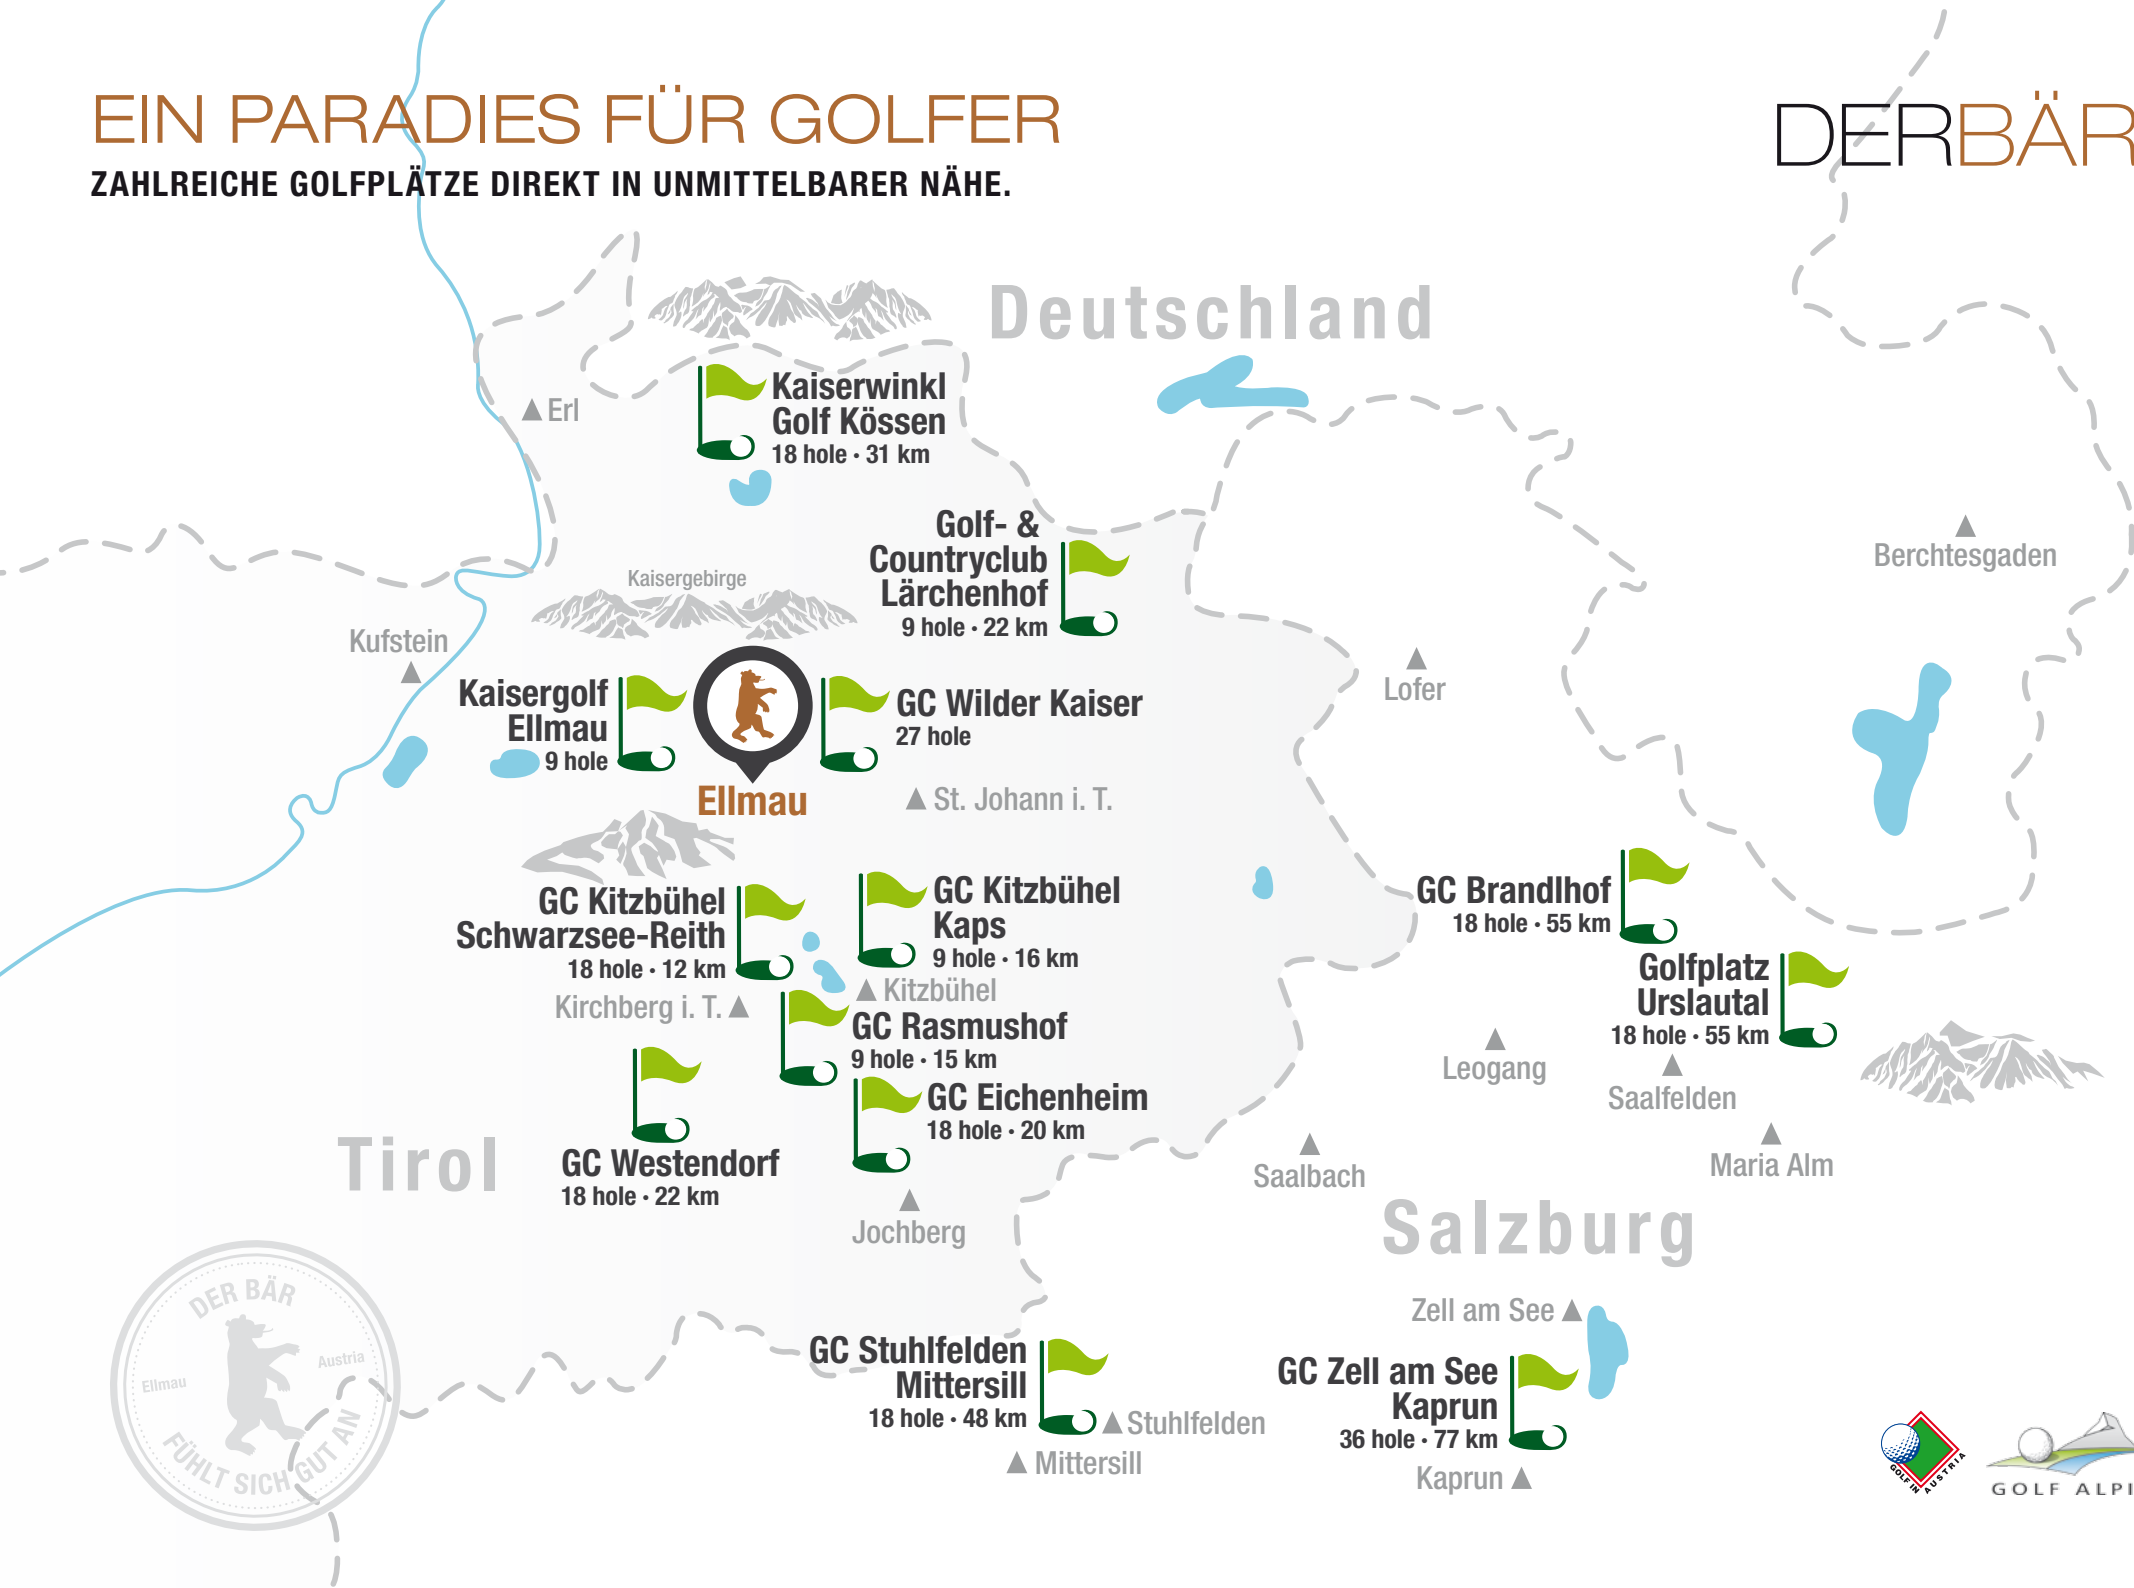 EIN PARADIES FÜR GOLFER
DERBÄR
ZAHLREICHE GOLFPLÄTZE DIREKT IN UNMITTELBARER NÄHE.
Deutschland
Erl
Kaiserwinkl
Golf Kössen
18 hole • 31 km
Golf- &
Countryclub
Lärchenhof
9 hole • 22 km
Berchtesgaden
Kaisergebirge
Kufstein
Lofer
Kaisergolf
Ellmau
9 hole
GC Wilder Kaiser
27 hole
Ellmau
St. Johann i. T.
GC Kitzbühel
Schwarzsee-Reith
18 hole • 12 km
GC Kitzbühel
Kaps
9 hole • 16 km
GC Brandlhof
18 hole • 55 km
Golfplatz
Urslautal
18 hole • 55 km
Kirchberg i. T.
Kitzbühel
GC Rasmushof
9 hole • 15 km
Leogang
Saalfelden
GC Eichenheim
18 hole • 20 km
Tirol
GC Westendorf
18 hole • 22 km
Saalbach
Maria Alm
Jochberg
Salzburg
DER BÄR
Ellmau
Austria
FÜHLT SICH GUT AN
Zell am See
GC Stuhlfelden
Mittersill
18 hole • 48 km
Stuhlfelden
Mittersill
GC Zell am See
Kaprun
36 hole • 77 km
Kaprun
GOLF IN AUSTRIA
GOLF ALPI